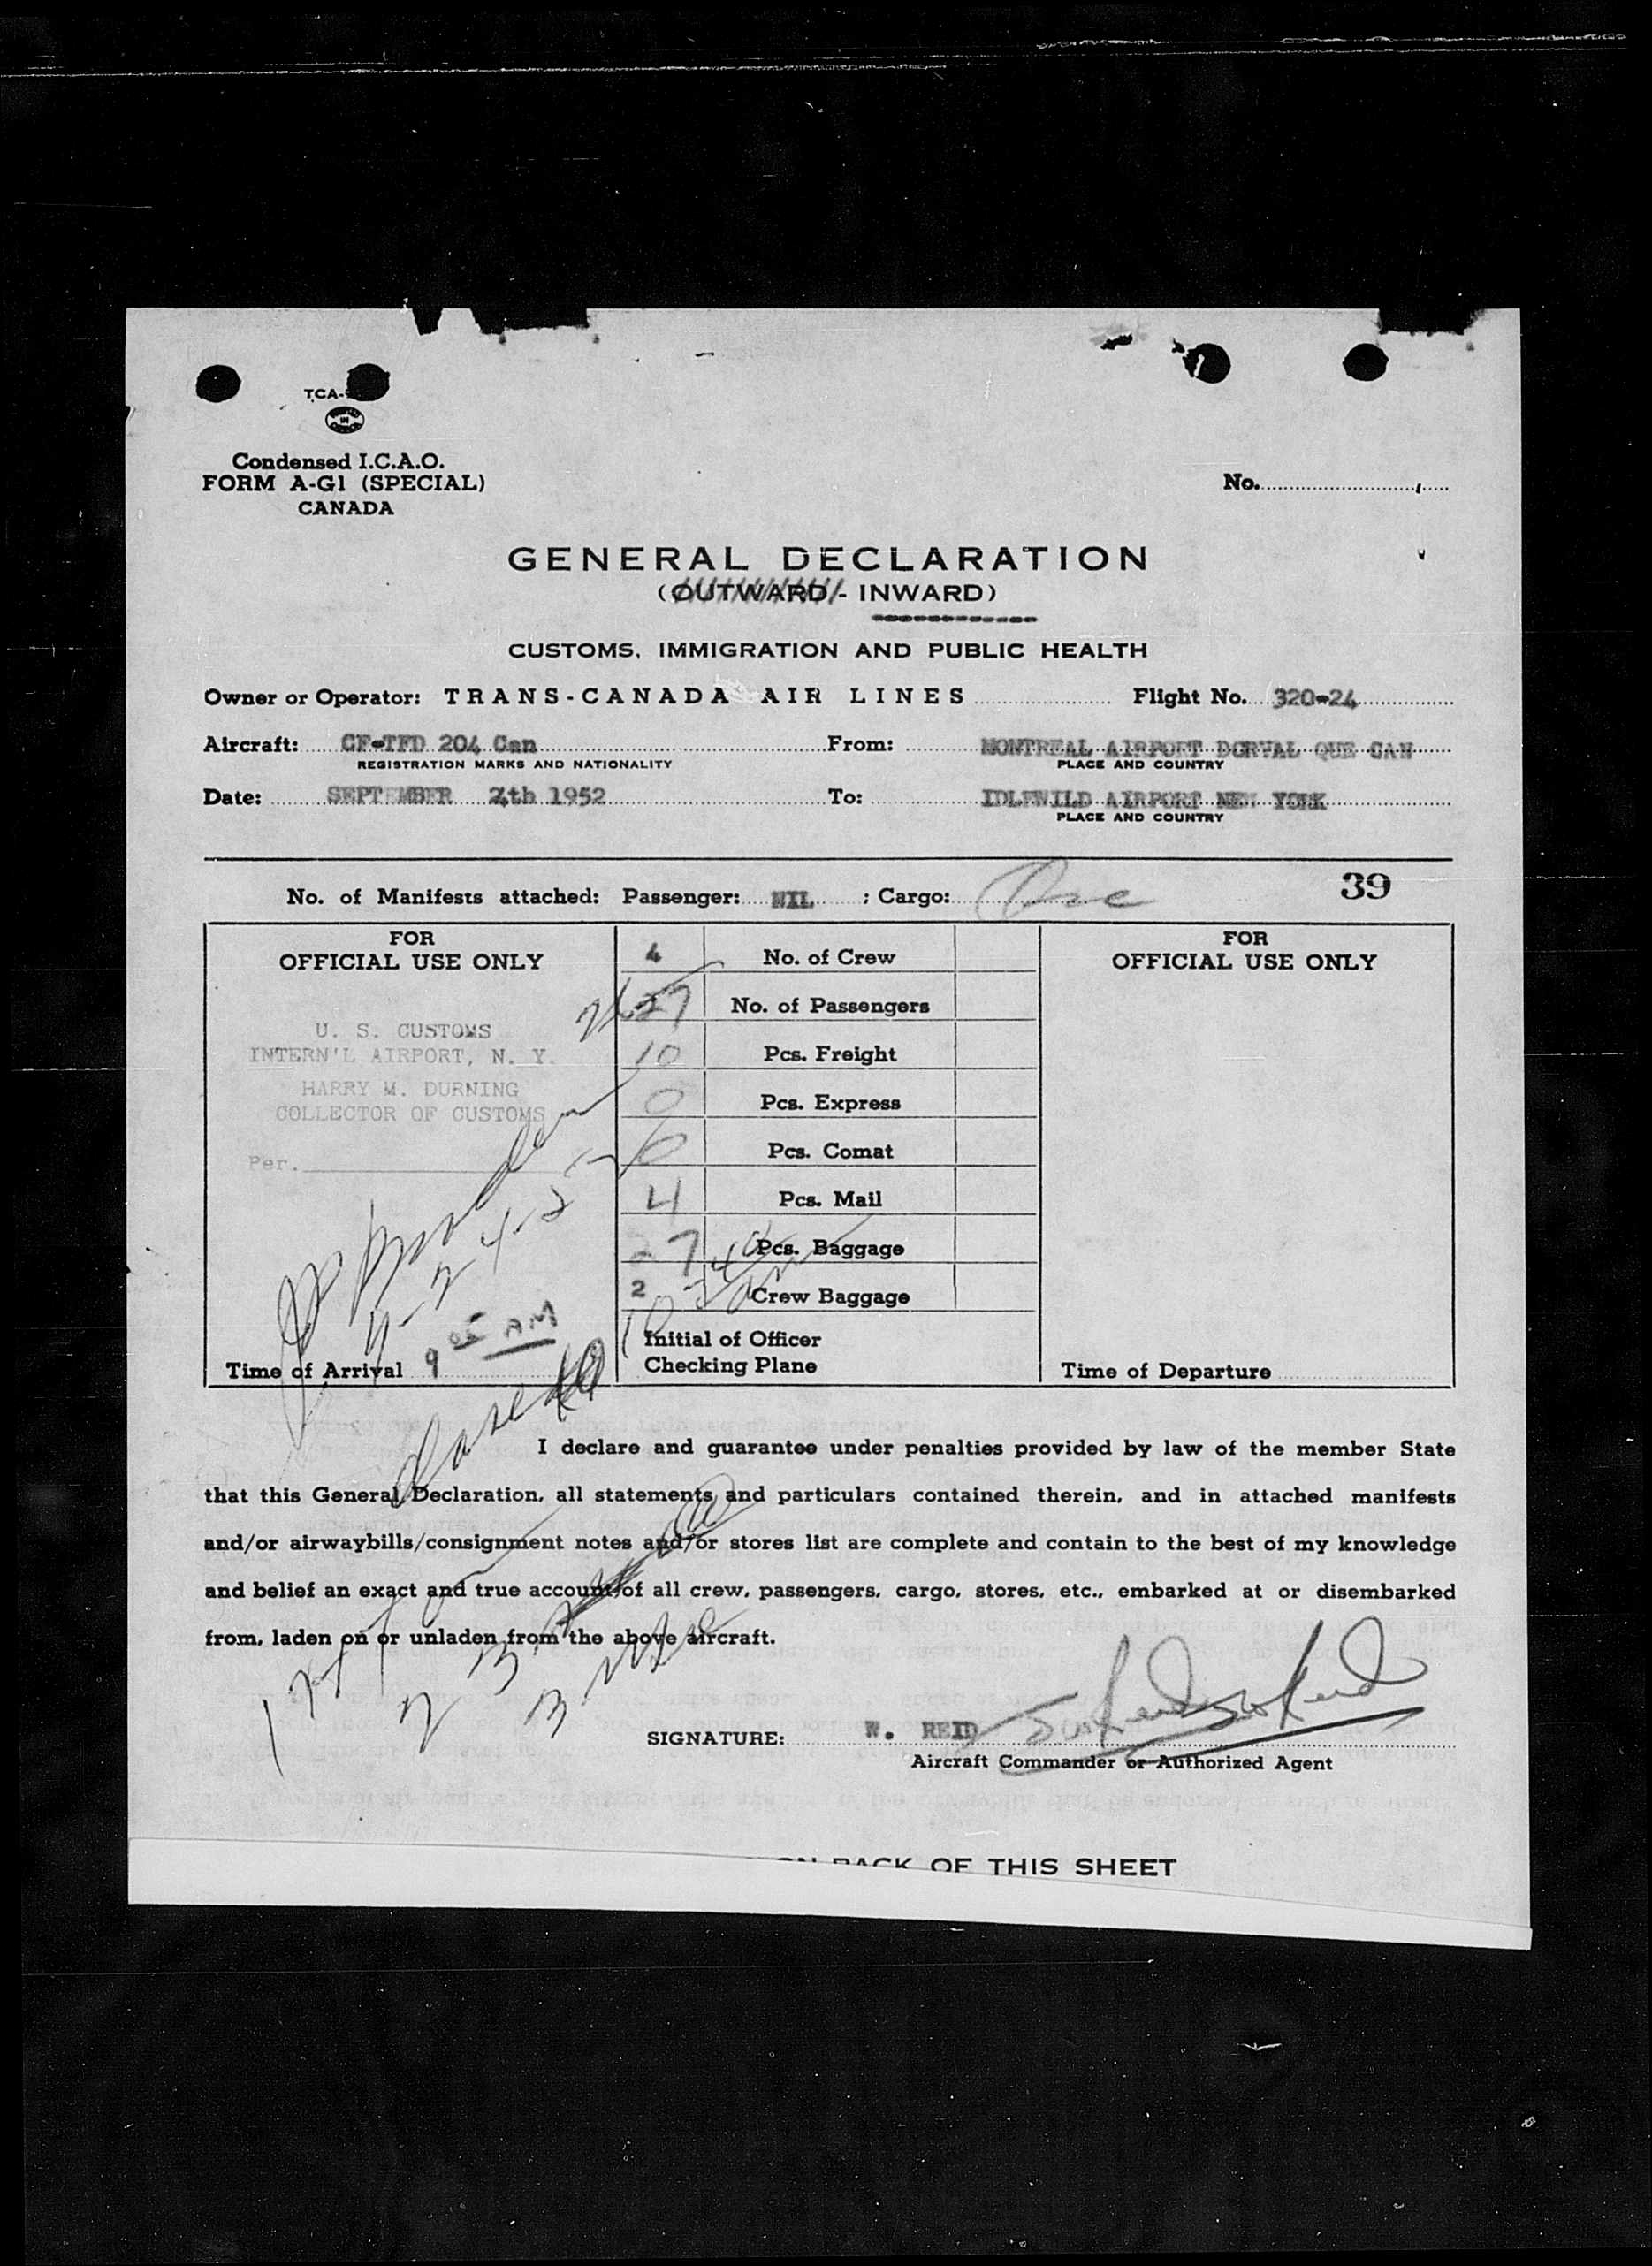 TCA-
Condensed I.C.A.O.
FORM A-G1 (SPECIAL)
CANADA
No.
GENERAL DECLARATION
(OUTWARD - INWARD)
CUSTOMS, IMMIGRATION AND PUBLIC HEALTH
Owner or Operator: TRANS-CANADA AIR LINES Flight No. 320-24
Aircraft: CF-TFD 204 Can From: MONTREAL AIRPORT DORVAL QUE CAN
REGISTRATION MARKS AND NATIONALITY PLACE AND COUNTRY
Date: SEPTEMBER 24th 1952 To: IDLEWILD AIRPORT NEW YORK
PLACE AND COUNTRY
No. of Manifests attached: Passenger: NIL ; Cargo: One 39
FOR
OFFICIAL USE ONLY
U. S. CUSTOMS
INTERN'L AIRPORT, N. Y.
HARRY M. DURNING
COLLECTOR OF CUSTOMS
Per.
9-24-52
Time of Arrival 9 05 AM
4 No. of Crew
26 27 No. of Passengers
10 Pcs. Freight
0 Pcs. Express
0 Pcs. Comat
4 Pcs. Mail
27 Pcs. Baggage
2 Crew Baggage
Initial of Officer
Checking Plane
FOR
OFFICIAL USE ONLY
Time of Departure
I declare and guarantee under penalties provided by law of the member State
that this General Declaration, all statements and particulars contained therein, and in attached manifests
and/or airwaybills/consignment notes and/or stores list are complete and contain to the best of my knowledge
and belief an exact and true account of all crew, passengers, cargo, stores, etc., embarked at or disembarked
from, laden on or unladen from the above aircraft.
SIGNATURE: W. REID
Aircraft Commander or Authorized Agent
ON BACK OF THIS SHEET